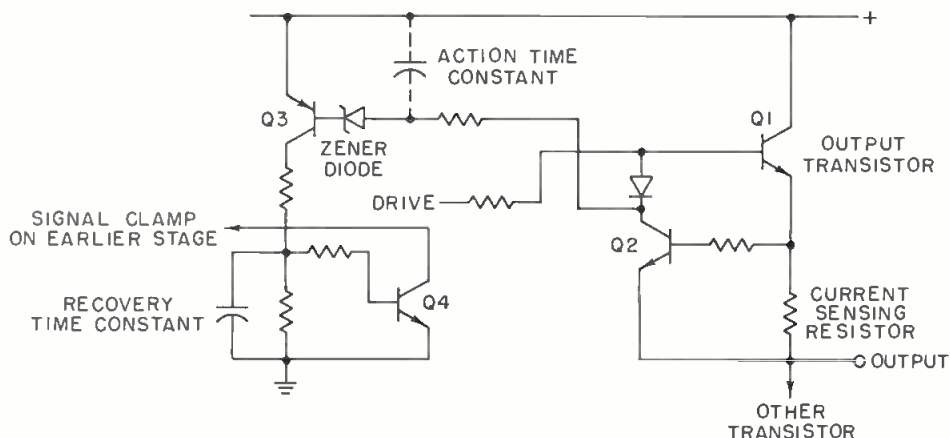 +
ACTION TIME
CONSTANT
Q3
Q1
ZENER
DIODE
OUTPUT
TRANSISTOR
DRIVE
SIGNAL CLAMP
ON EARLIER STAGE
Q2
Q4
RECOVERY
TIME CONSTANT
CURRENT
SENSING
RESISTOR
OUTPUT
OTHER
TRANSISTOR